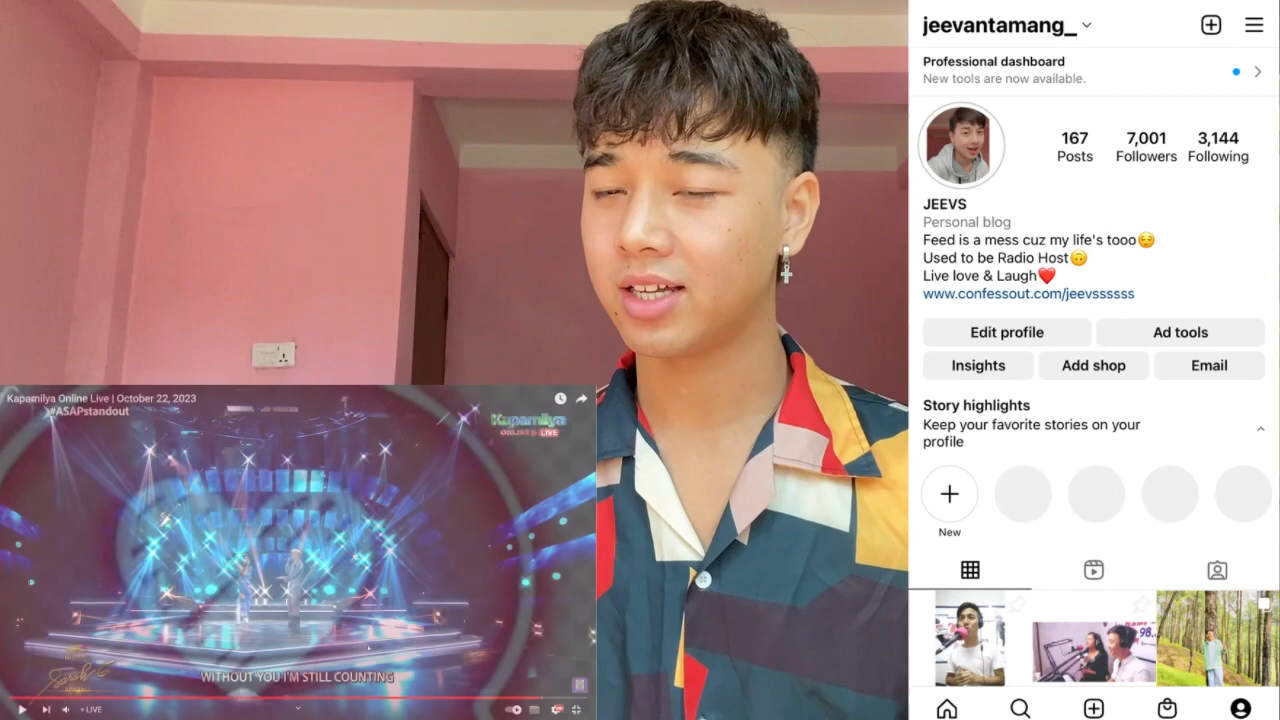 Kapamilya Online Live | October 22, 2023
#ASAPstandout
Kapamilya
ONLINE LIVE
Sarah G
WITHOUT YOU I'M STILL COUNTING
LIVE
jeevantamang_
Professional dashboard
New tools are now available.
167
Posts
7,001
Followers
3,144
Following
JEEVS
Personal blog
Feed is a mess cuz my life's tooo😌
Used to be Radio Host🙃
Live love & Laugh❤️
www.confessout.com/jeevssssss
Edit profile
Ad tools
Insights
Add shop
Email
Story highlights
Keep your favorite stories on your
profile
New
98.